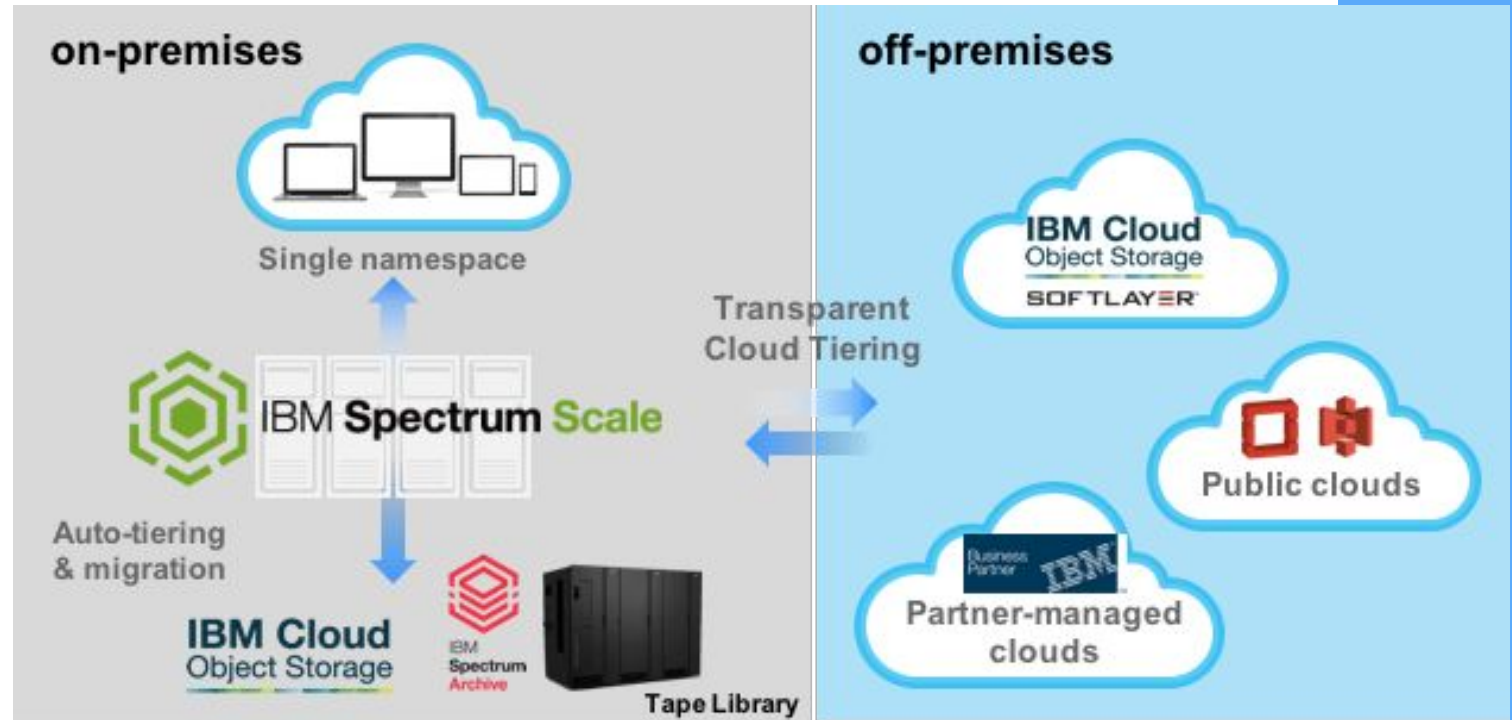 on-premises
Single namespace
IBM Spectrum Scale
Auto-tiering
& migration
IBM Cloud
Object Storage
IBM
Spectrum
Archive
Tape Library
Transparent
Cloud Tiering
off-premises
IBM Cloud
Object Storage
SOFTLAYER
Public clouds
Business
Partner
IBM
Partner-managed
clouds